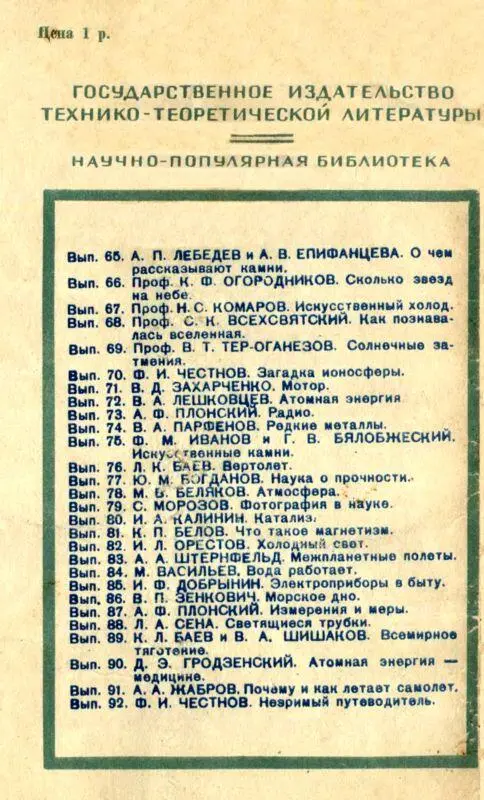 Цена 1 р.
ГОСУДАРСТВЕННОЕ ИЗДАТЕЛЬСТВО
ТЕХНИКО-ТЕОРЕТИЧЕСКОЙ ЛИТЕРАТУРЫ
НАУЧНО-ПОПУЛЯРНАЯ БИБЛИОТЕКА
Вып. 65. А. П. ЛЕБЕДЕВ и А. В. ЕПИФАНЦЕВА. О чем
рассказывают камни.
Вып. 66. Проф. К. Ф. ОГОРОДНИКОВ. Сколько звезд
на небе.
Вып. 67. Проф. Н. С. КОМАРОВ. Искусственный холод.
Вып. 68. Проф. С. К. ВСЕХСВЯТСКИЙ. Как познава-
лась вселенная.
Вып. 69. Проф. В. Т. ТЕР-ОГАНЕЗОВ. Солнечные за-
тмения.
Вып. 70. Ф. И. ЧЕСТНОВ. Загадка ионосферы.
Вып. 71. В. Д. ЗАХАРЧЕНКО. Мотор.
Вып. 72. В. А. ЛЕШКОВЦЕВ. Атомная энергия
Вып. 73. А. Ф. ПЛОНСКИЙ. Радио.
Вып. 74. В. А. ПАРФЕНОВ. Редкие металлы.
Вып. 75. Ф. М. ИВАНОВ и Г. В. БЯЛОБЖЕСКИЙ.
Искусственные камни.
Вып. 76. Л. К. БАЕВ. Вертолет.
Вып. 77. Ю. М. БОГДАНОВ. Наука о прочности.
Вып. 78. М. В. БЕЛЯКОВ. Атмосфера.
Вып. 79. С. МОРОЗОВ. Фотография в науке.
Вып. 80. И. А. КАЛИНИН. Катализ.
Вып. 81. К. П. БЕЛОВ. Что такое магнетизм.
Вып. 82. И. Л. ОРЕСТОВ. Холодный свет.
Вып. 83. А. А. ШТЕРНФЕЛЬД. Межпланетные полеты.
Вып. 84. М. ВАСИЛЬЕВ. Вода работает.
Вып. 85. И. Ф. ДОБРЫНИН. Электроприборы в быту.
Вып. 86. В. П. ЗЕНКОВИЧ. Морское дно.
Вып. 87. А. Ф. ПЛОНСКИЙ. Измерения и меры.
Вып. 88. Л. А. СЕНА. Светящиеся трубки.
Вып. 89. К. Л. БАЕВ и В. А. ШИШАКОВ. Всемирное
тяготение.
Вып. 90. Д. Э. ГРОДЗЕНСКИЙ. Атомная энергия —
медицине.
Вып. 91. А. А. ЖАБРОВ. Почему и как летает самолет.
Вып. 92. Ф. И. ЧЕСТНОВ. Незримый путеводитель.